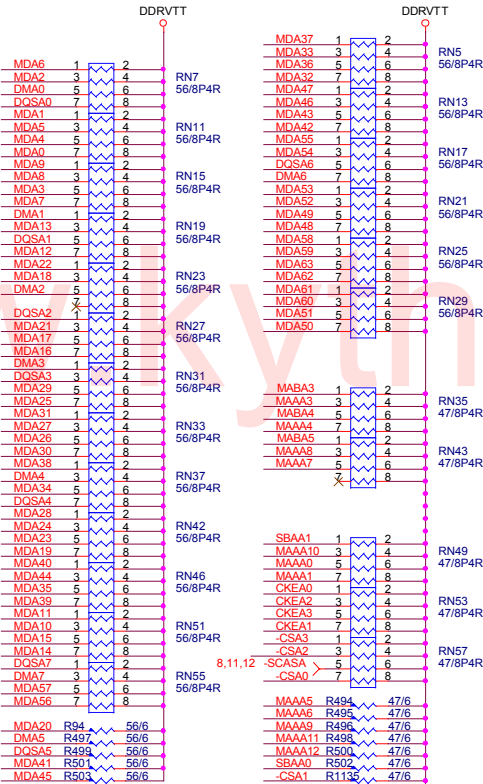 DDRVTT
MDA6 1 2
MDA2 3 4 RN7
DMA0 5 6 56/8P4R
DQSA0 7 8
MDA1 1 2
MDA5 3 4 RN11
MDA4 5 6 56/8P4R
MDA0 7 8
MDA9 1 2
MDA8 3 4 RN15
MDA3 5 6 56/8P4R
MDA7 7 8
DMA1 1 2
MDA13 3 4 RN19
DQSA1 5 6 56/8P4R
MDA12 7 8
MDA22 1 2
MDA18 3 4 RN23
DMA2 5 6 56/8P4R
7 8
DQSA2 1 2
MDA21 3 4 RN27
MDA17 5 6 56/8P4R
MDA16 7 8
DMA3 1 2
DQSA3 3 4 RN31
MDA29 5 6 56/8P4R
MDA25 7 8
MDA31 1 2
MDA27 3 4 RN33
MDA26 5 6 56/8P4R
MDA30 7 8
MDA38 1 2
DMA4 3 4 RN37
MDA34 5 6 56/8P4R
DQSA4 7 8
MDA28 1 2
MDA24 3 4 RN42
MDA23 5 6 56/8P4R
MDA19 7 8
MDA40 1 2
MDA44 3 4 RN46
MDA35 5 6 56/8P4R
MDA39 7 8
MDA11 1 2
MDA10 3 4 RN51
MDA15 5 6 56/8P4R
MDA14 7 8
DQSA7 1 2
DMA7 3 4 RN55
MDA57 5 6 56/8P4R
MDA56 7 8
MDA20 R94 56/6
DMA5 R497 56/6
DQSA5 R499 56/6
MDA41 R501 56/6
MDA45 R503 56/6
DDRVTT
MDA37 1 2
MDA33 3 4 RN5
MDA36 5 6 56/8P4R
MDA32 7 8
MDA47 1 2
MDA46 3 4 RN13
MDA43 5 6 56/8P4R
MDA42 7 8
MDA55 1 2
MDA54 3 4 RN17
DQSA6 5 6 56/8P4R
DMA6 7 8
MDA53 1 2
MDA52 3 4 RN21
MDA49 5 6 56/8P4R
MDA48 7 8
MDA58 1 2
MDA59 3 4 RN25
MDA63 5 6 56/8P4R
MDA62 7 8
MDA61 1 2
MDA60 3 4 RN29
MDA51 5 6 56/8P4R
MDA50 7 8
MABA3 1 2
MAAA3 3 4 RN35
MABA4 5 6 47/8P4R
MAAA4 7 8
MABA5 1 2
MAAA8 3 4 RN43
MAAA7 5 6 47/8P4R
7 8
SBAA1 1 2
MAAA10 3 4 RN49
MAAA0 5 6 47/8P4R
MAAA1 7 8
CKEA0 1 2
CKEA2 3 4 RN53
CKEA3 5 6 47/8P4R
CKEA1 7 8
-CSA3 1 2
-CSA2 3 4 RN57
8,11,12 -SCASA 5 6 47/8P4R
-CSA0 7 8
MAAA5 R494 47/6
MAAA6 R495 47/6
MAAA9 R496 47/6
MAAA11 R498 47/6
MAAA12 R500 47/6
SBAA0 R502 47/6
-CSA1 R1135 47/6
kyth